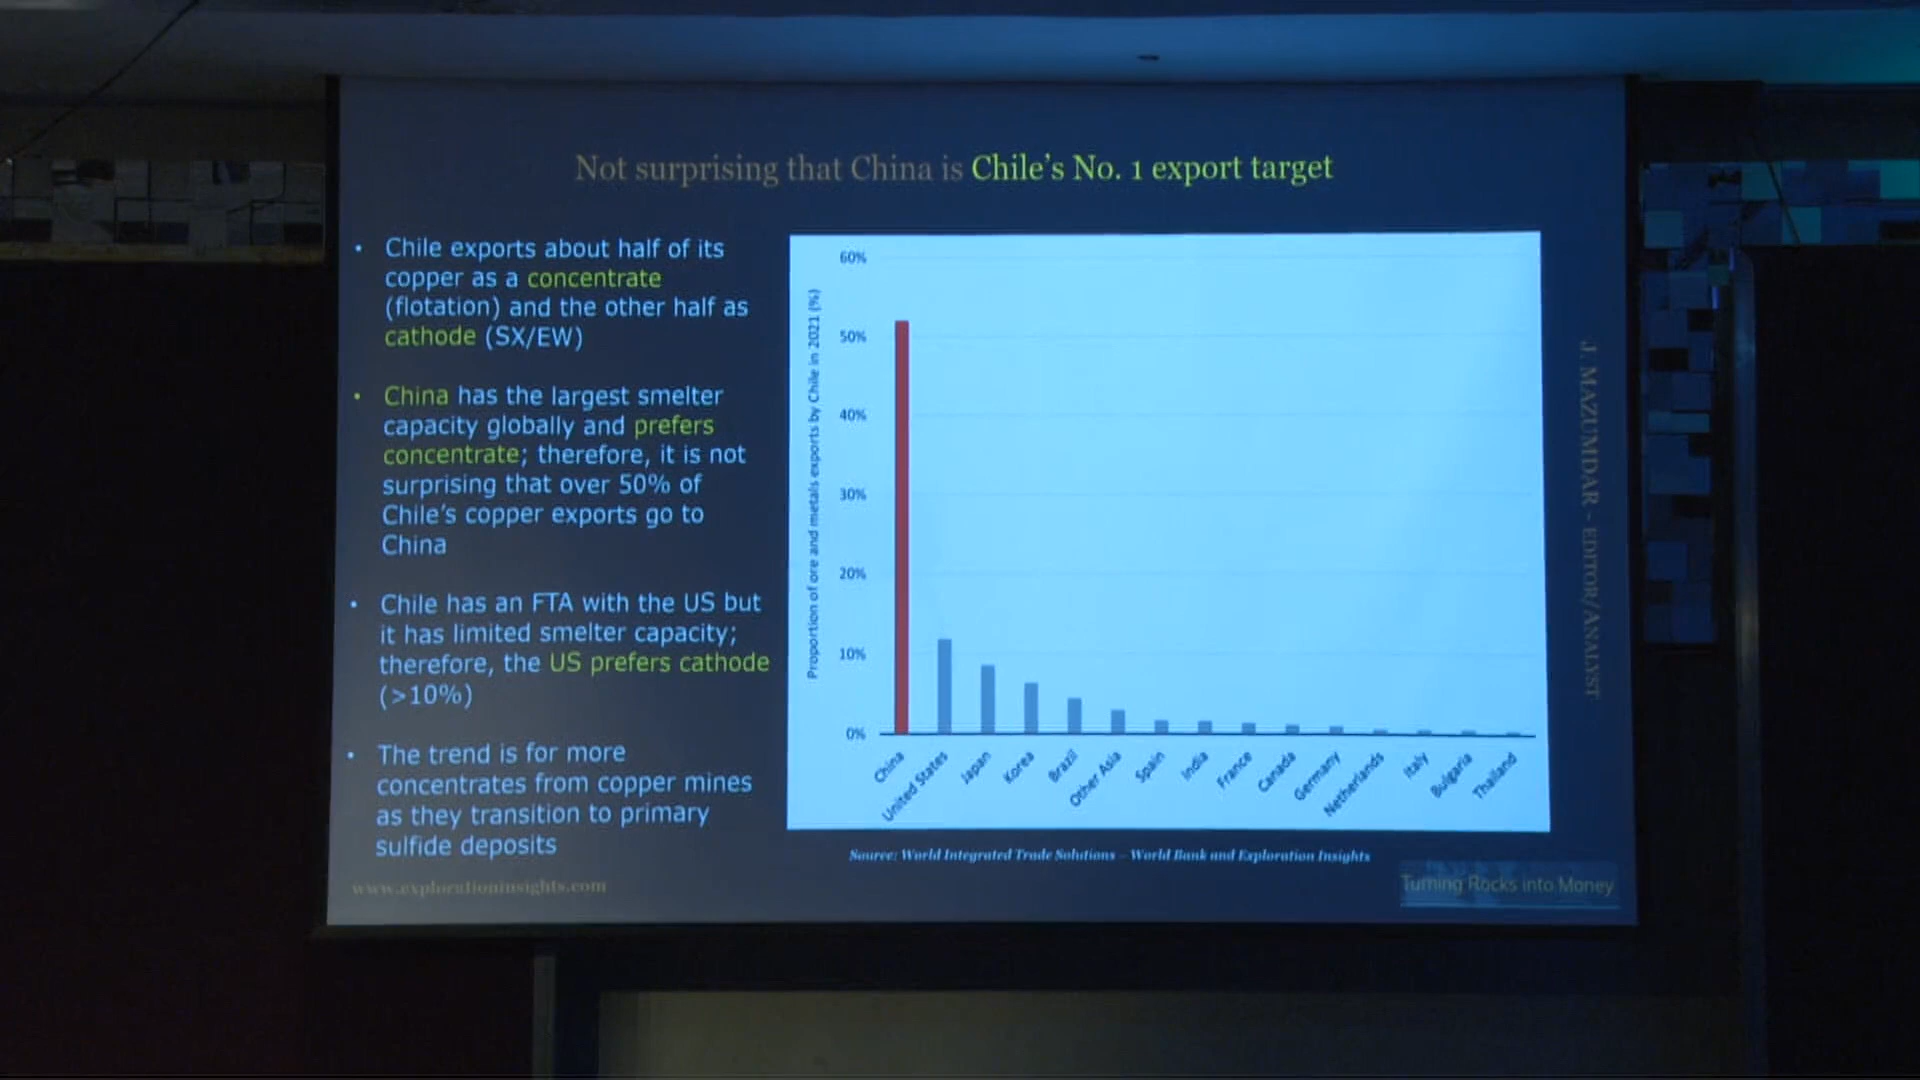 Not surprising that China is Chile's No. 1 export target
• Chile exports about half of its
copper as a concentrate
(flotation) and the other half as
cathode (SX/EW)
• China has the largest smelter
capacity globally and prefers
concentrate; therefore, it is not
surprising that over 50% of
Chile's copper exports go to
China
• Chile has an FTA with the US but
it has limited smelter capacity;
therefore, the US prefers cathode
(>10%)
• The trend is for more
concentrates from copper mines
as they transition to primary
sulfide deposits
www.explorationinsights.com
Proportion of ore and metals exports by Chile in 2021 (%)
60%
50%
40%
30%
20%
10%
0%
China
United States
Japan
Korea
Brazil
Other Asia
Spain
India
France
Canada
Germany
Netherlands
Italy
Bulgaria
Thailand
Source: World Integrated Trade Solutions – World Bank and Exploration Insights
J. MAZUMDAR - EDITOR/ANALYST
Turning Rocks into Money